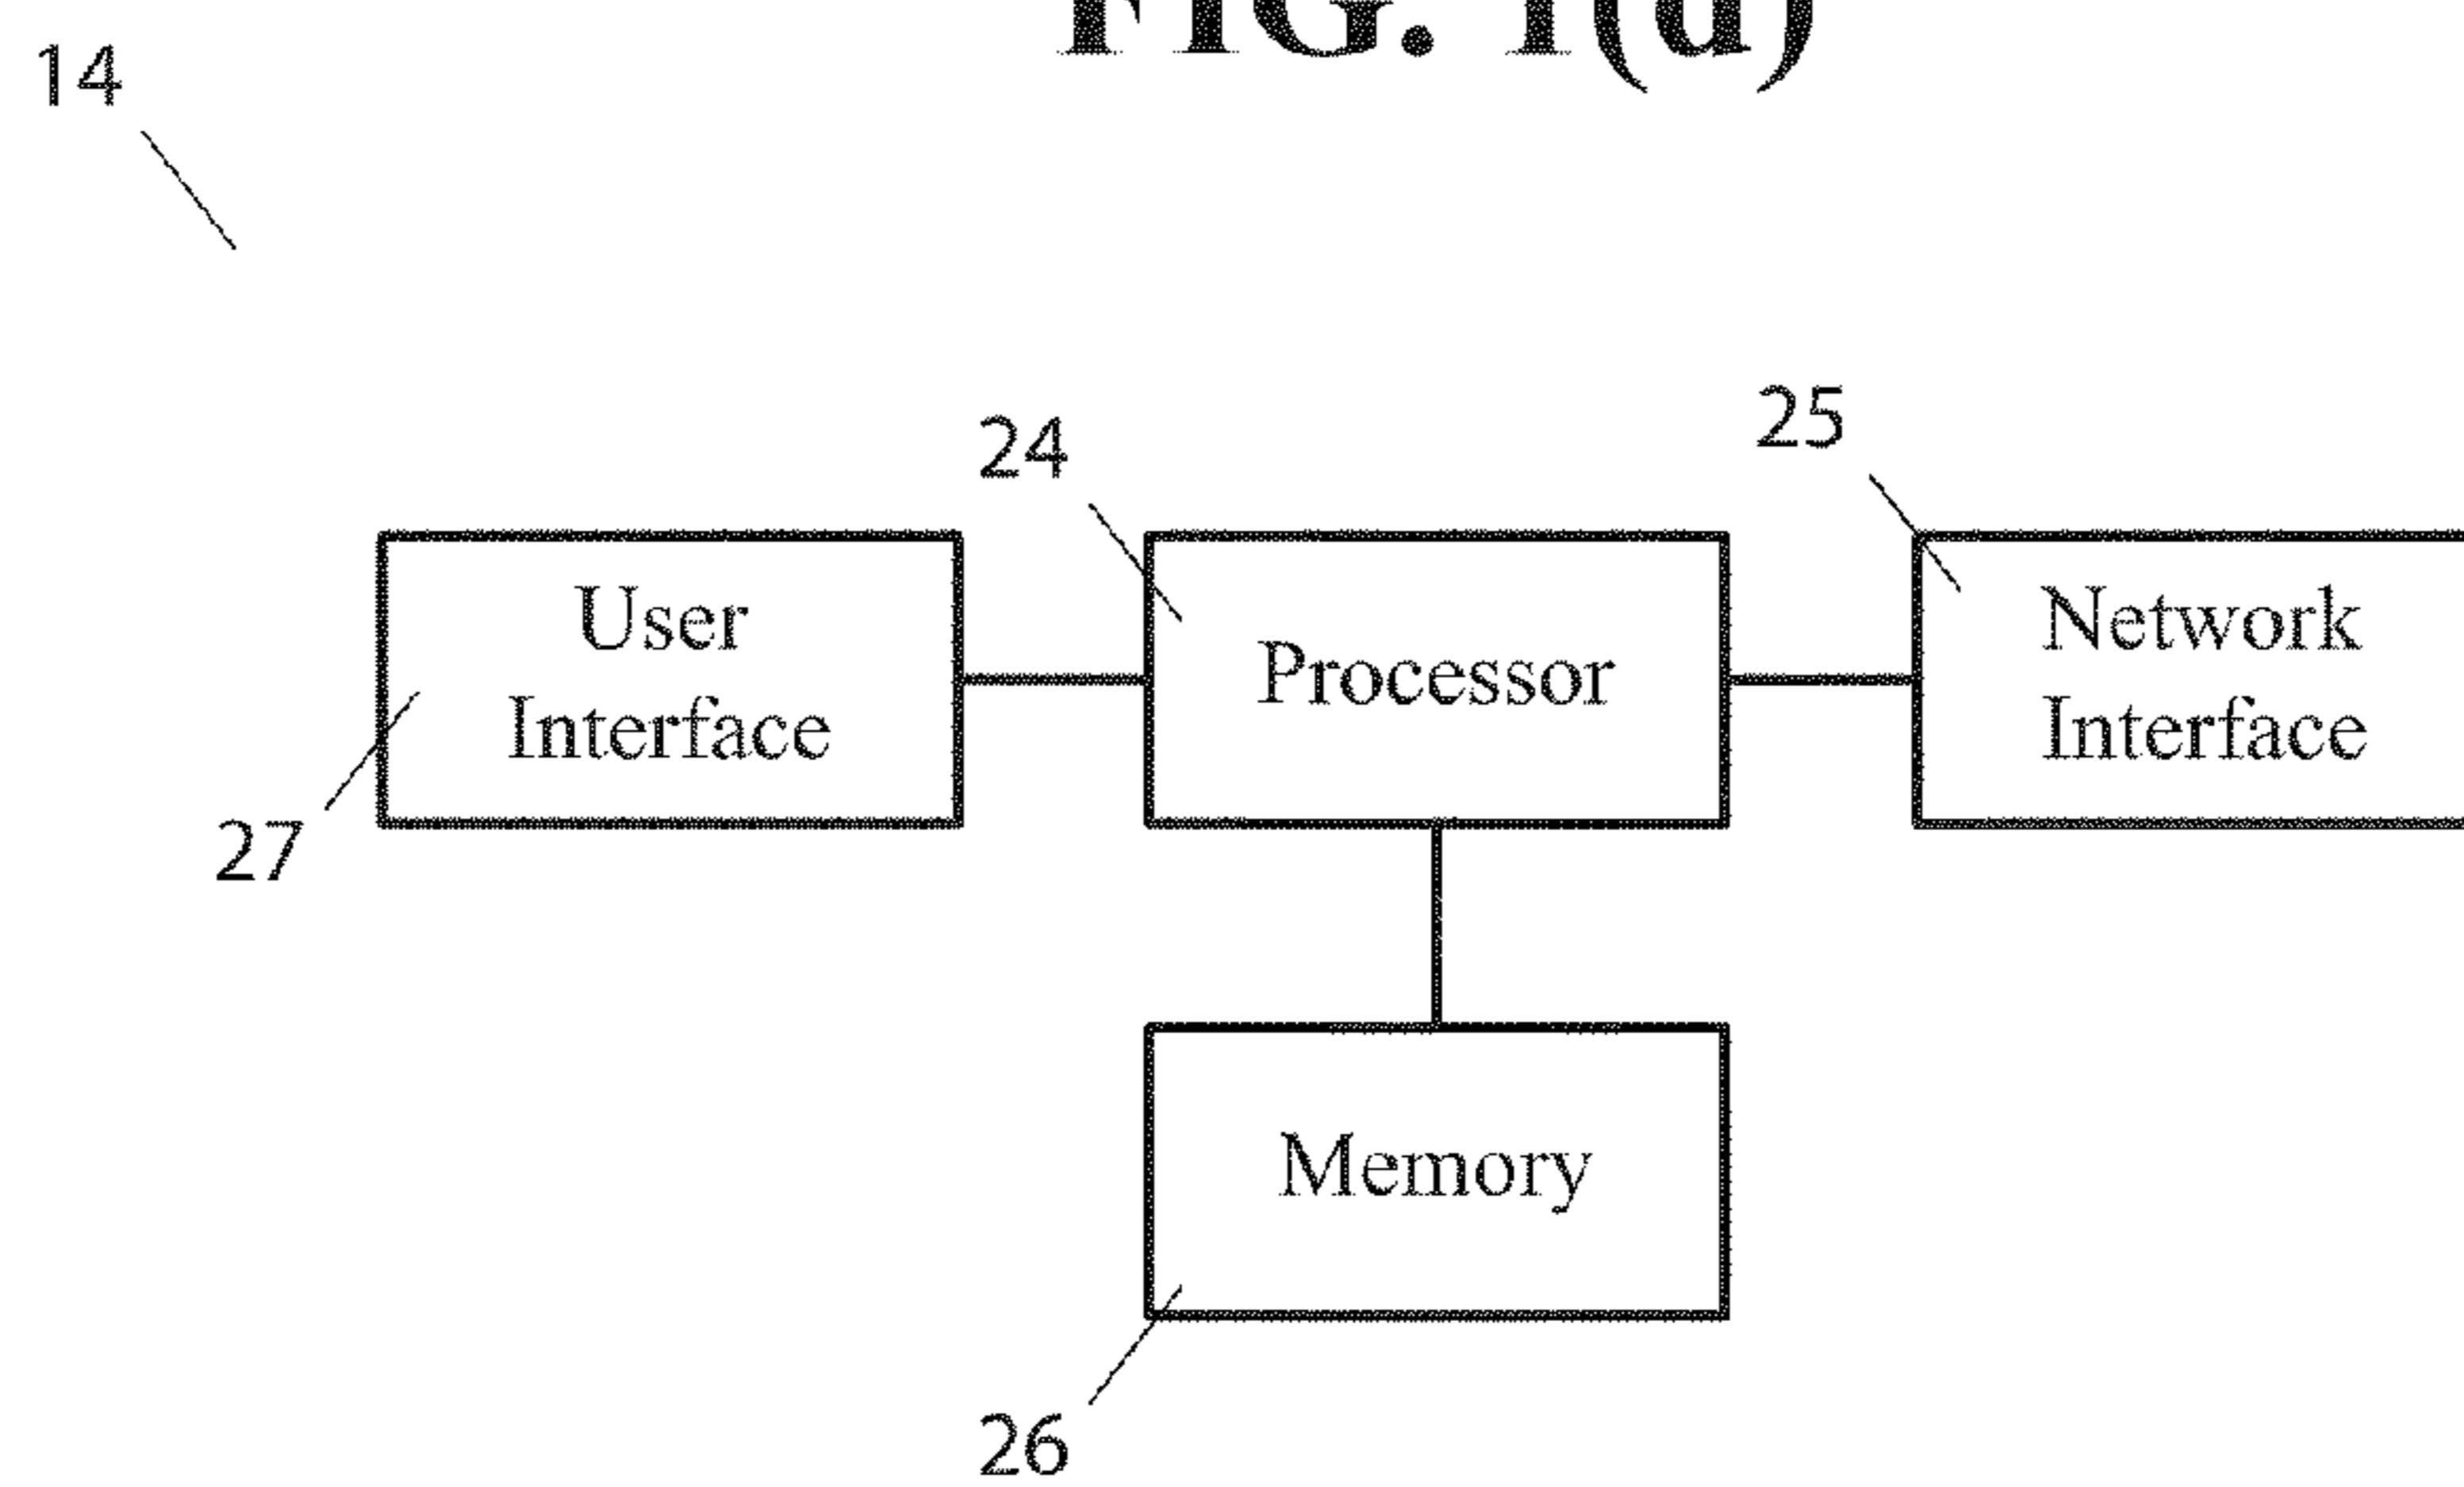 14
24
25
User
Interface
Processor
Network
Interface
27
Memory
26